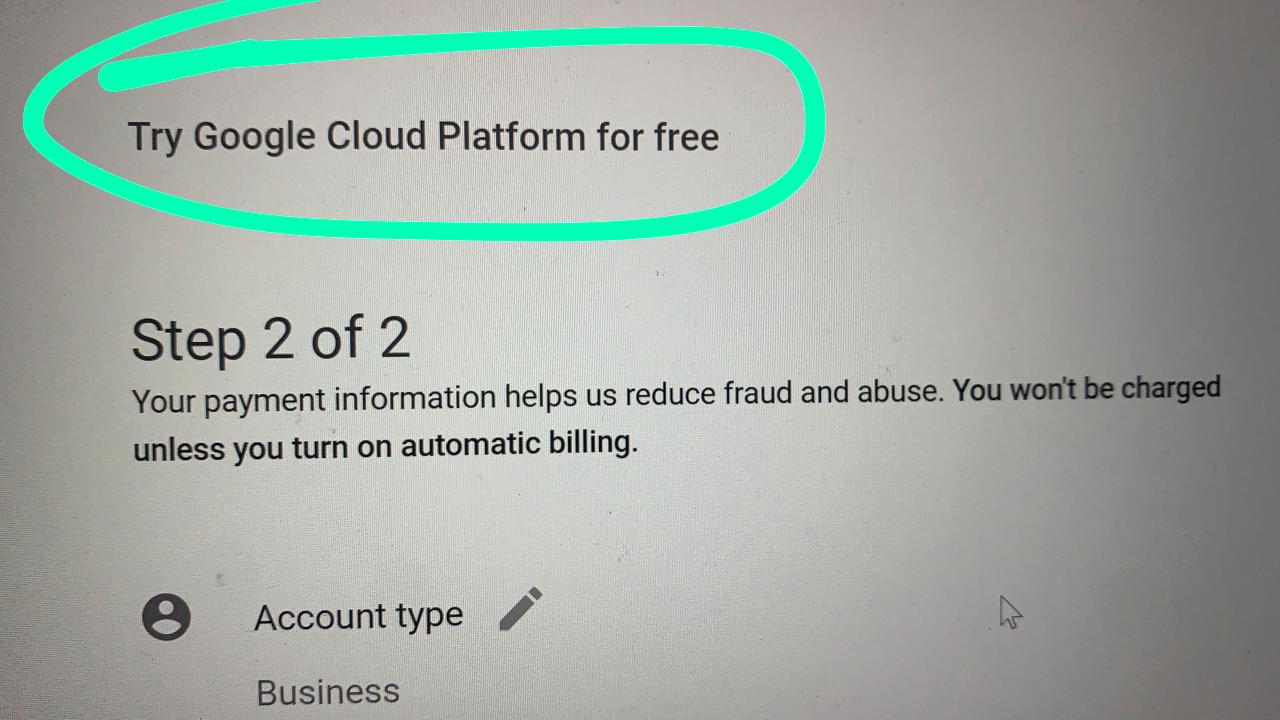 Try Google Cloud Platform for free
Step 2 of 2
Your payment information helps us reduce fraud and abuse. You won't be charged
unless you turn on automatic billing.
Account type
Business